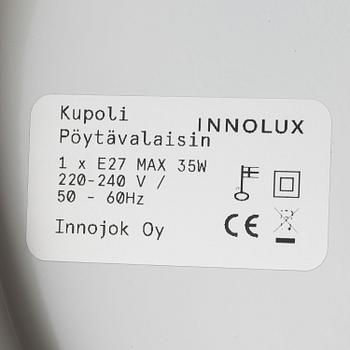 Kupoli
INNOLUX
Pöytävalaisin
1 x E27 MAX 35W
220-240 V /
50 - 60Hz
Innojok Oy
CE